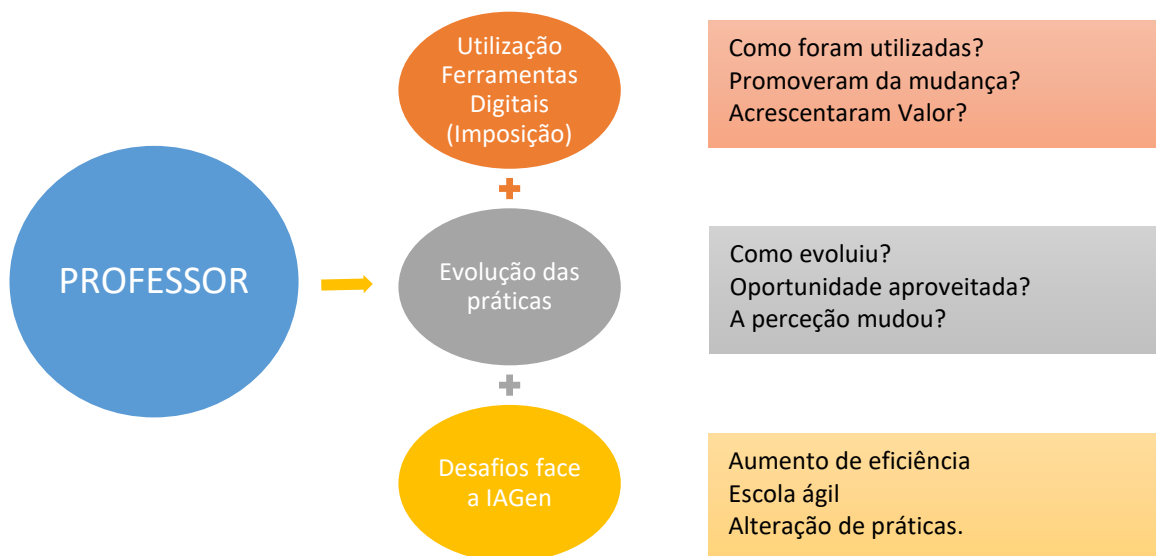 PROFESSOR
Utilização
Ferramentas
Digitais
(Imposição)
Como foram utilizadas?
Promoveram da mudança?
Acrescentaram Valor?
Evolução das
práticas
Como evoluiu?
Oportunidade aproveitada?
A perceção mudou?
Desafios face
a IAGen
Aumento de eficiência
Escola ágil
Alteração de práticas.